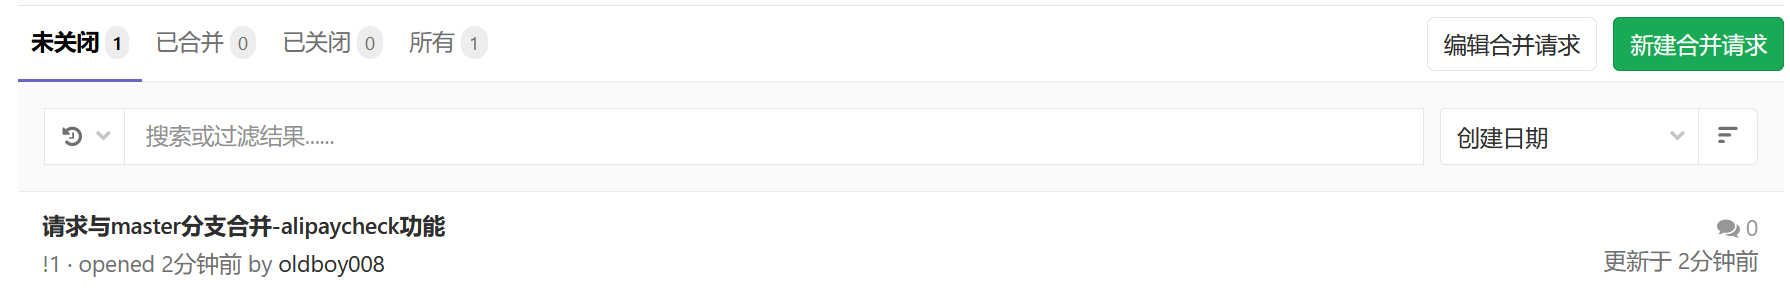 未关闭 1 已合并 0 已关闭 0 所有 1 编辑合并请求 新建合并请求
搜索或过滤结果...... 创建日期
请求与master分支合并-alipaycheck功能 0
!1 · opened 2分钟前 by oldboy008 更新于 2分钟前